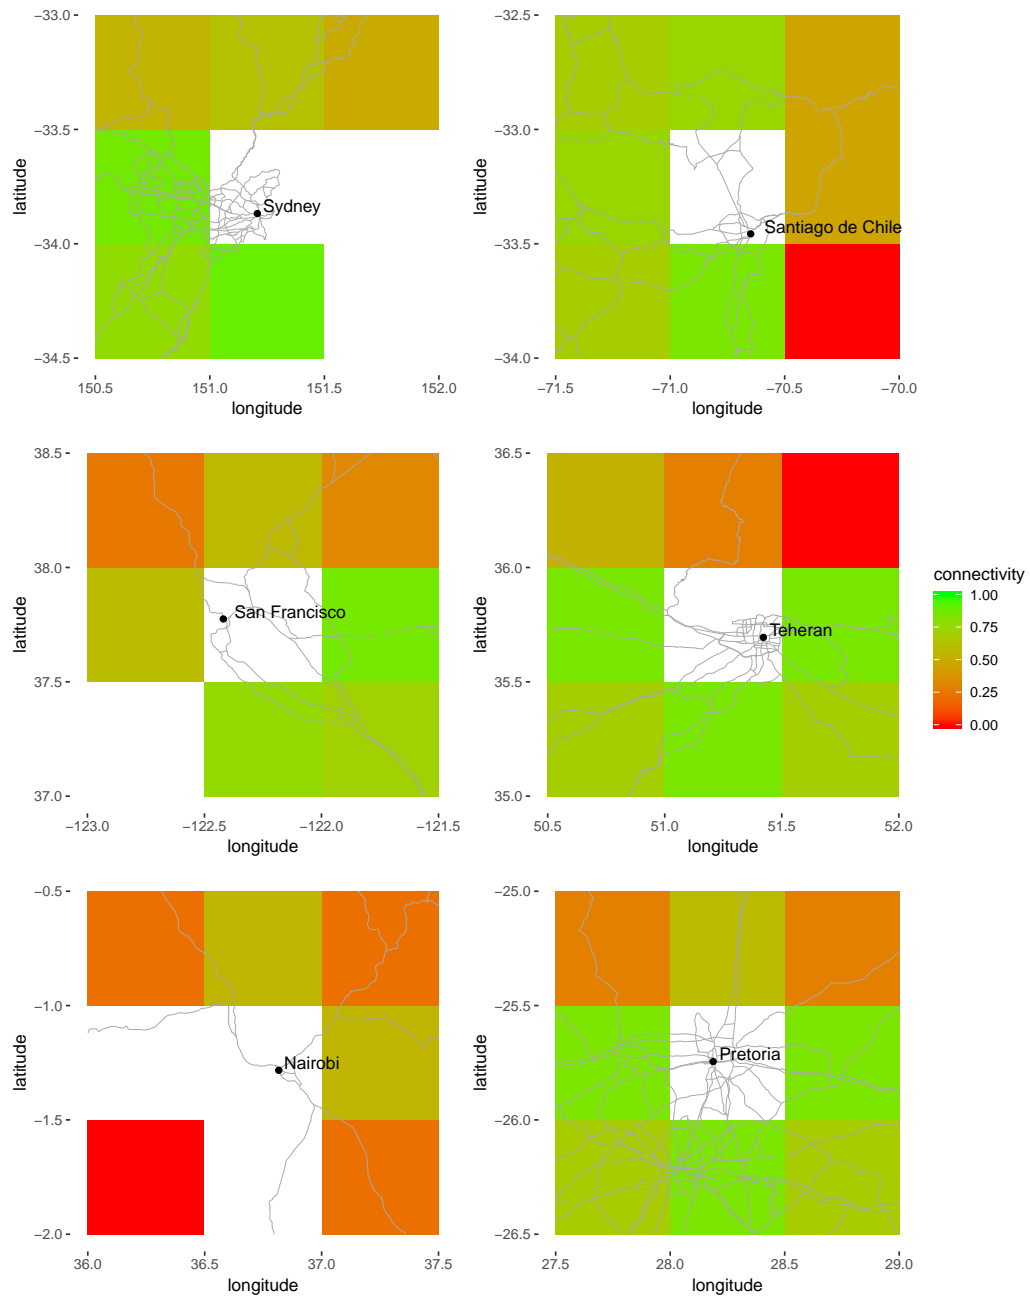 −33.0 -
−33.5 -
−34.0 -
−34.5 -
latitude
Sydney
150.5
151.0
151.5
152.0
longitude
−32.5 -
−33.0 -
−33.5 -
−34.0 -
latitude
Santiago de Chile
−71.5
−71.0
−70.5
−70.0
longitude
38.5 -
38.0 -
37.5 -
37.0 -
latitude
San Francisco
−123.0
−122.5
−122.0
−121.5
longitude
36.5 -
36.0 -
35.5 -
35.0 -
latitude
Teheran
50.5
51.0
51.5
52.0
longitude
connectivity
1.00
0.75
0.50
0.25
0.00
−0.5 -
−1.0 -
−1.5 -
−2.0 -
latitude
Nairobi
36.0
36.5
37.0
37.5
longitude
−25.0 -
−25.5 -
−26.0 -
−26.5 -
latitude
Pretoria
27.5
28.0
28.5
29.0
longitude